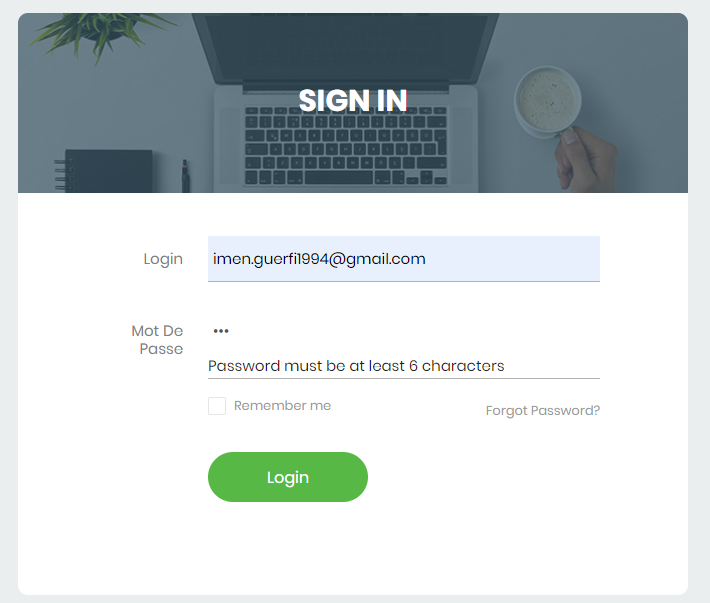 SIGN IN
Login
imen.guerfi1994@gmail.com
Mot De
Passe
•••
Password must be at least 6 characters
Remember me
Forgot Password?
Login